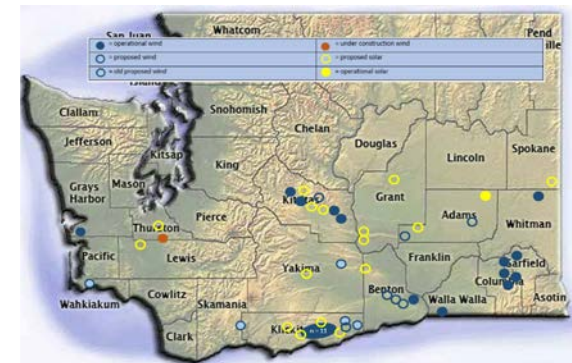 Whatcom
San Juan
Pend
ille
= operational wind
= under construction wind
= proposed wind
= proposed solar
= old proposed wind
= operational solar
Island
Clallam
Snohomish
Chelan
Jefferson
Kitsap
Douglas
Lincoln
Spokane
King
Grays
Harbor
Mason
Kittitas
Grant
Pierce
Adams
Thurston
Whitman
Pacific
Lewis
Yakima
Franklin
Garfield
Columbia
Benton
Wahkiakum
Cowlitz
Skamania
Walla Walla
Asotin
Klickitat
Clark